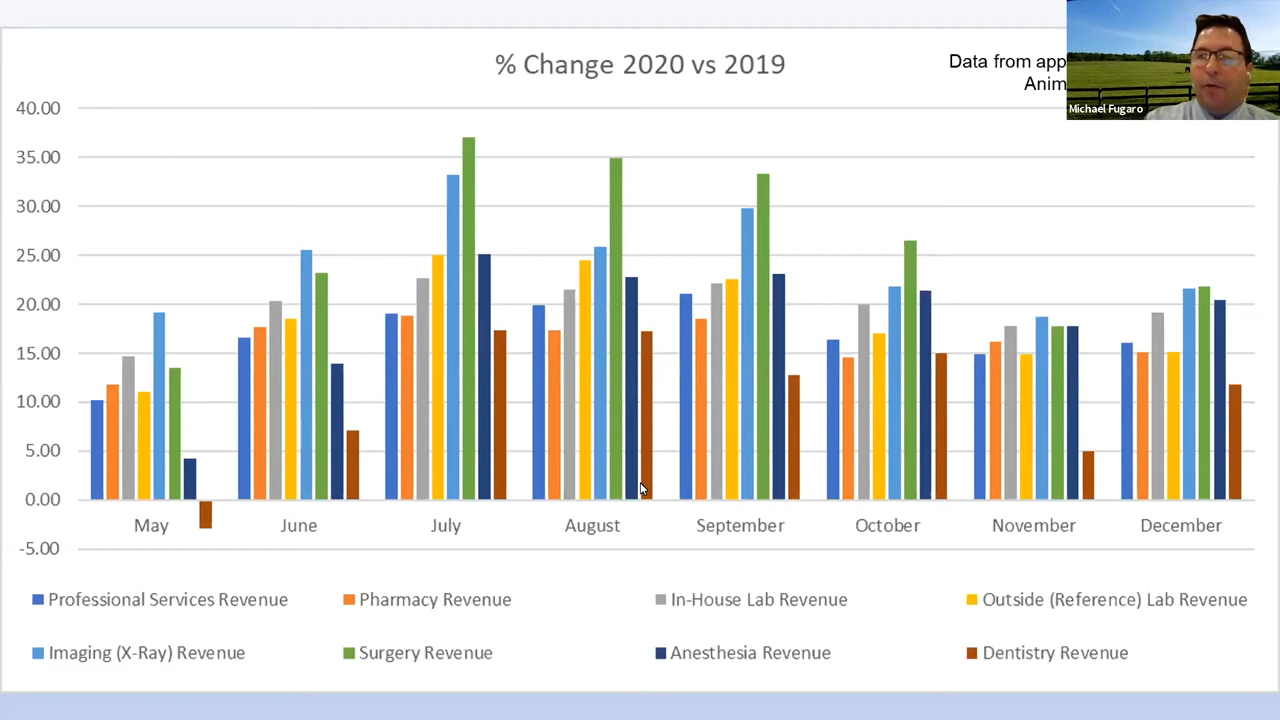 % Change 2020 vs 2019
Data from app
Anim
Michael Fugaro
40.00
35.00
30.00
25.00
20.00
15.00
10.00
5.00
0.00
-5.00
May June July August September October November December
Professional Services Revenue Pharmacy Revenue In-House Lab Revenue Outside (Reference) Lab Revenue
Imaging (X-Ray) Revenue Surgery Revenue Anesthesia Revenue Dentistry Revenue